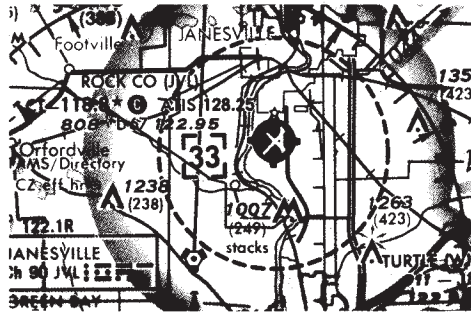 (385)
Footville
JANESVILLE
ROCK CO (JVL)
CT-118.8* C ATIS 128.25
808 *L 67 122.95
135
(423
33
Orfordville
AMS/Directory
CZ eff hrs
1238
(238)
1007
(249)
stacks
1263
(423)
122.1R
JANESVILLE
Ch 90 JVL
GREEN BAY
TURTLE (W